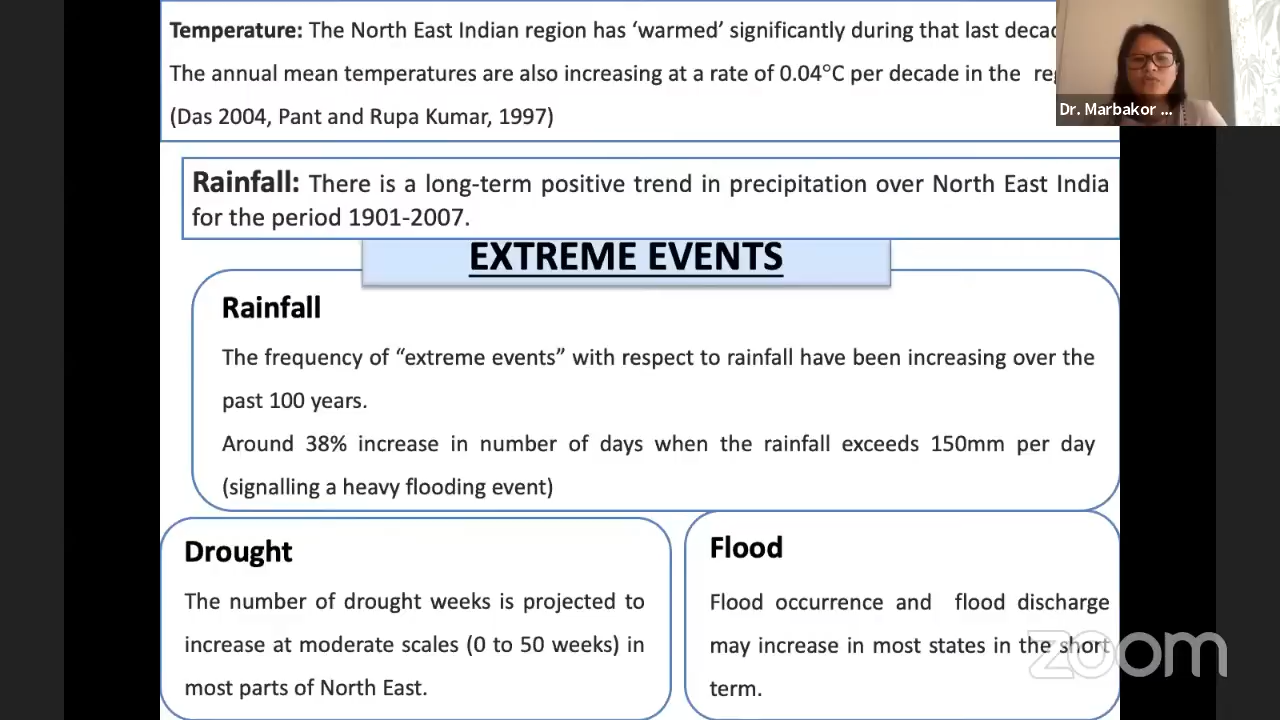 Temperature: The North East Indian region has ‘warmed’ significantly during that last
The annual mean temperatures are also increasing at a rate of 0.04°C per decade in the
(Das 2004, Pant and Rupa Kumar, 1997)
Dr. Marbakor ...
Rainfall: There is a long-term positive trend in precipitation over North East India
for the period 1901-2007.
EXTREME EVENTS
Rainfall
The frequency of “extreme events” with respect to rainfall have been increasing over the
past 100 years.
Around 38% increase in number of days when the rainfall exceeds 150mm per day
(signalling a heavy flooding event)
Drought
The number of drought weeks is projected to
increase at moderate scales (0 to 50 weeks) in
most parts of North East.
Flood
Flood occurrence and flood discharge
may increase in most states in the short
term.
zoom